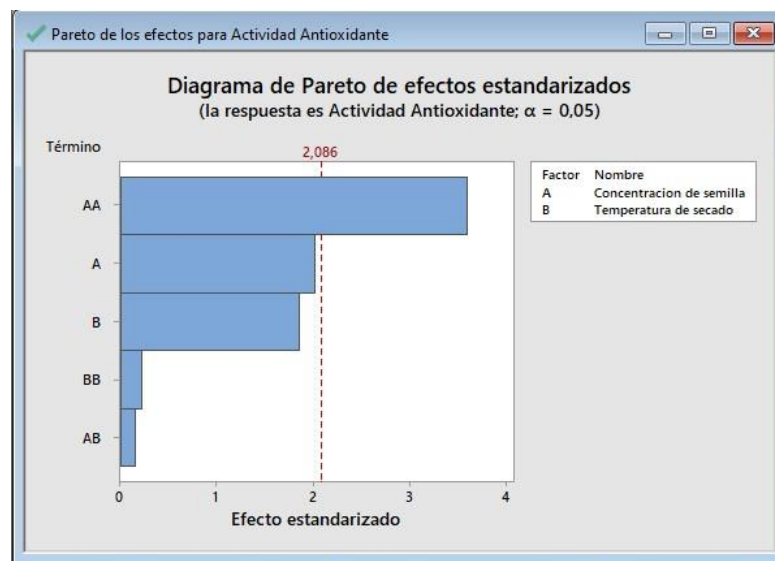 Pareto de los efectos para Actividad Antioxidante
Diagrama de Pareto de efectos estandarizados
(la respuesta es Actividad Antioxidante; α = 0,05)
Término
2,086
Factor Nombre
A Concentracion de semilla
B Temperatura de secado
AA
A
B
BB
AB
0 1 2 3 4
Efecto estandarizado